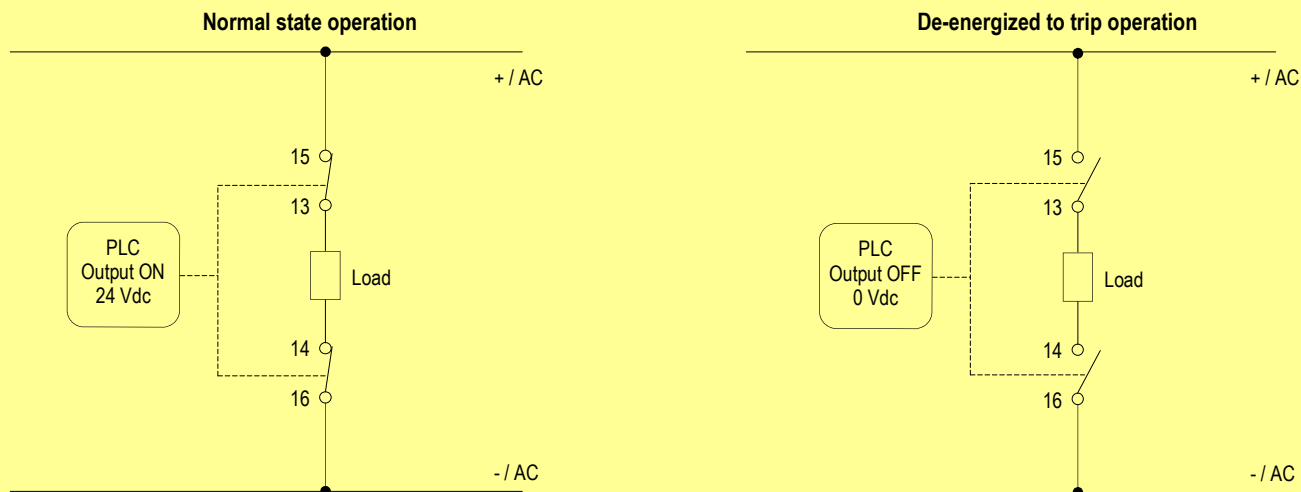 Normal state operation
+ / AC
15
13
PLC
Output ON
24 Vdc
Load
14
16
- / AC
De-energized to trip operation
+ / AC
15
13
PLC
Output OFF
0 Vdc
Load
14
16
- / AC